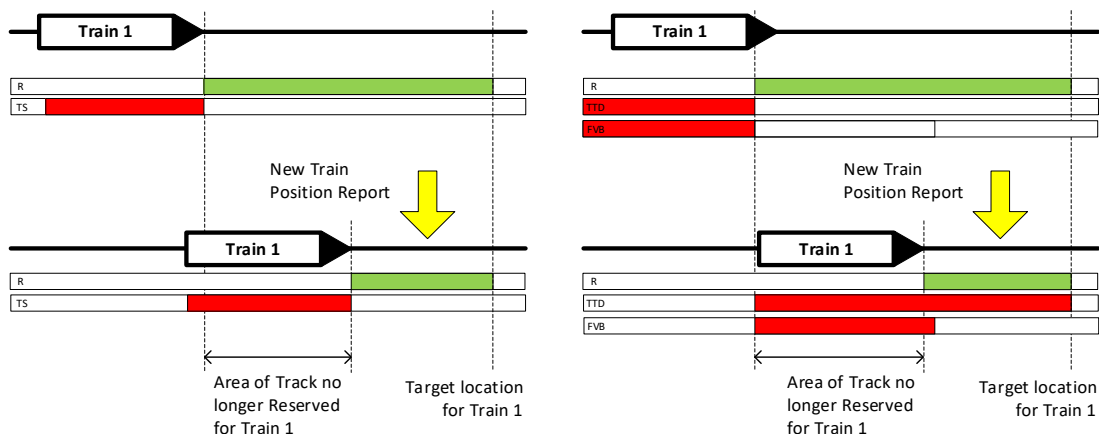 Train 1
R
TS
New Train
Position Report
Train 1
R
TS
Area of Track no
longer Reserved
for Train 1
Target location
for Train 1
Train 1
R
TTD
FVB
New Train
Position Report
Train 1
R
TTD
FVB
Area of Track no
longer Reserved
for Train 1
Target location
for Train 1